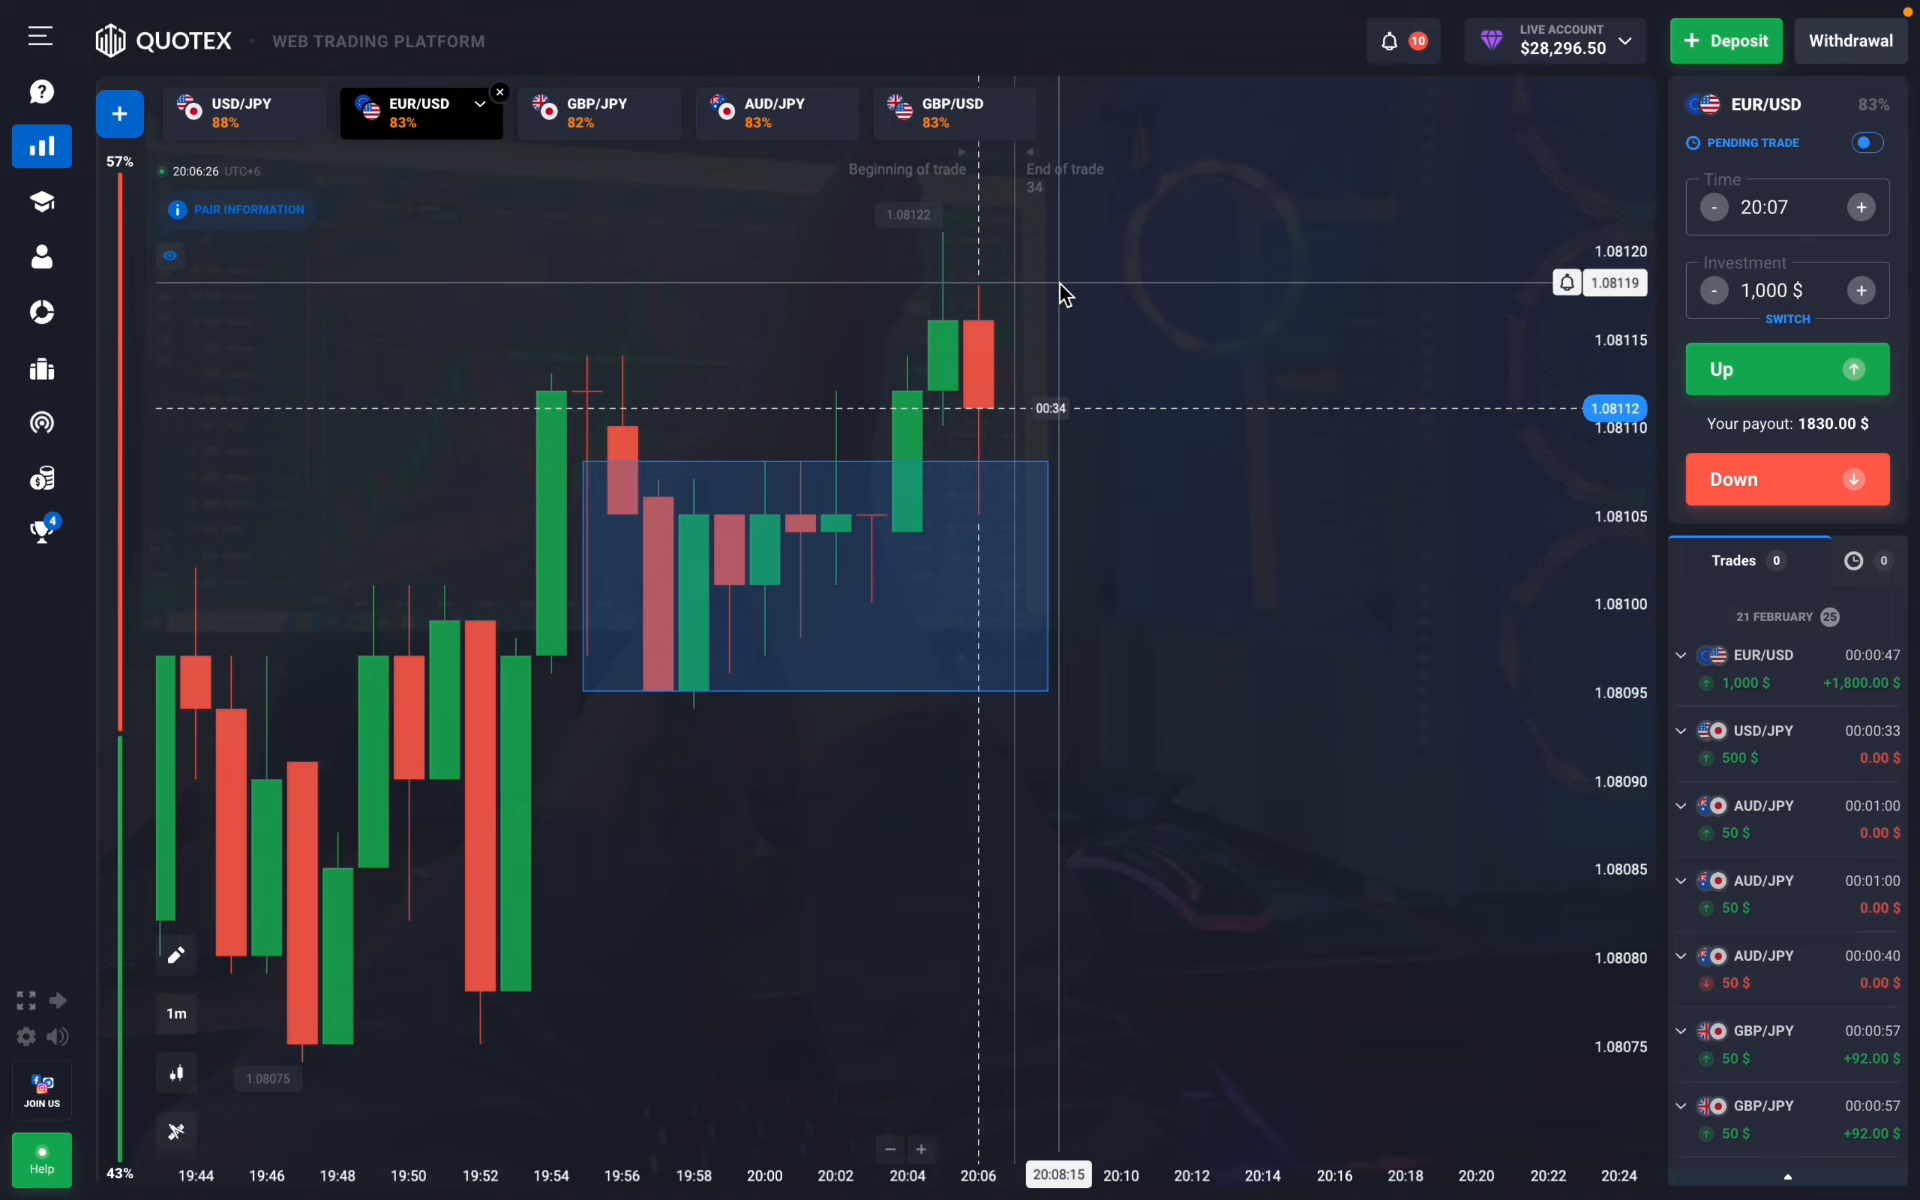 QUOTEX
WEB TRADING PLATFORM
10
LIVE ACCOUNT
$28,296.50
+ Deposit
Withdrawal
USD/JPY
88%
EUR/USD
83%
GBP/JPY
82%
AUD/JPY
83%
GBP/USD
83%
57%
20:06:26 UTC+6
PAIR INFORMATION
Beginning of trade
End of trade
34
1.08122
1.08120
1.08119
1.08115
00:34
1.08112
1.08110
1.08105
1.08100
1.08095
1.08090
1.08085
1.08080
1.08075
1.08075
1m
43%
19:44
19:46
19:48
19:50
19:52
19:54
19:56
19:58
20:00
20:02
20:04
20:06
20:08:15
20:10
20:12
20:14
20:16
20:18
20:20
20:22
20:24
4
JOIN US
Help
EUR/USD 83%
PENDING TRADE
Time
- 20:07 +
Investment
- 1,000 $ +
SWITCH
Up
Your payout: 1830.00 $
Down
Trades 0
0
21 FEBRUARY 25
EUR/USD 00:00:47
1,000 $ +1,800.00 $
USD/JPY 00:00:33
500 $ 0.00 $
AUD/JPY 00:01:00
50 $ 0.00 $
AUD/JPY 00:01:00
50 $ 0.00 $
AUD/JPY 00:00:40
50 $ 0.00 $
GBP/JPY 00:00:57
50 $ +92.00 $
GBP/JPY 00:00:57
50 $ +92.00 $